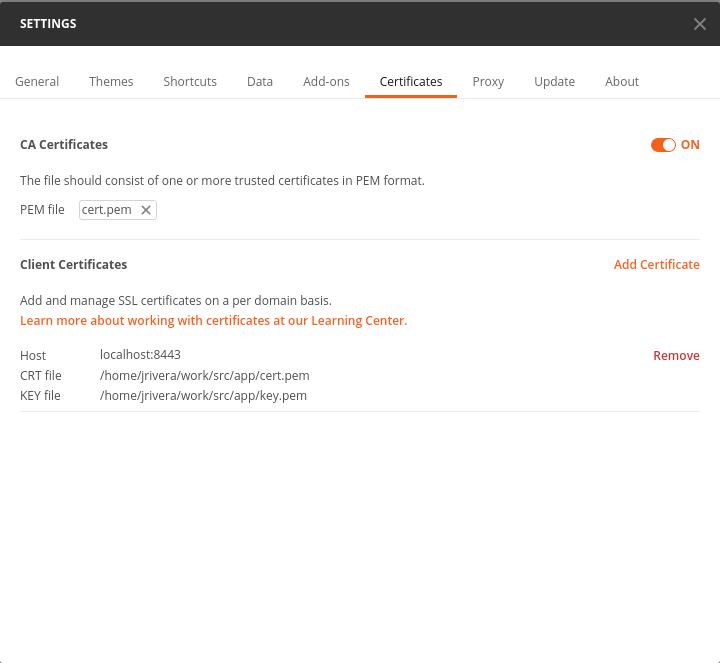 SETTINGS
General Themes Shortcuts Data Add-ons Certificates Proxy Update About
CA Certificates ON
The file should consist of one or more trusted certificates in PEM format.
PEM file cert.pem
Client Certificates Add Certificate
Add and manage SSL certificates on a per domain basis.
Learn more about working with certificates at our Learning Center.
Host localhost:8443 Remove
CRT file /home/jrivera/work/src/app/cert.pem
KEY file /home/jrivera/work/src/app/key.pem